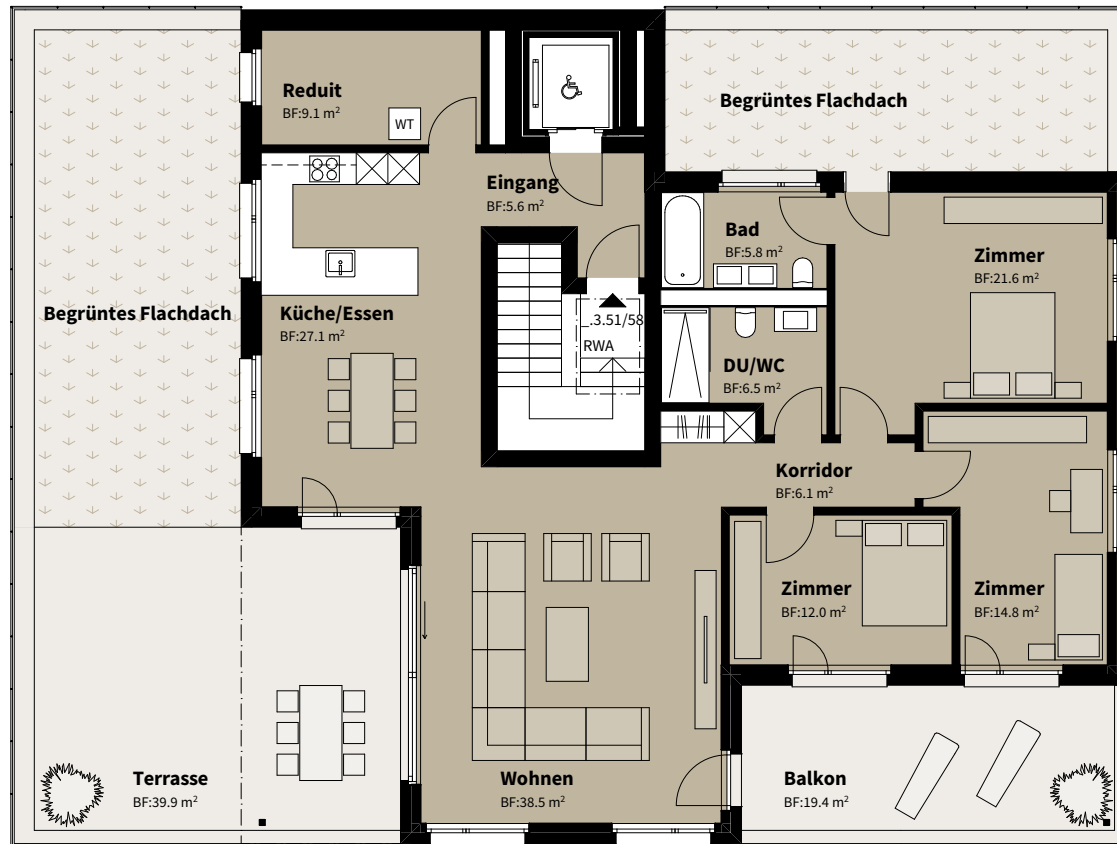 Reduit
BF:9.1 m²
WT
Begrüntes Flachdach
Eingang
BF:5.6 m²
Bad
BF:5.8 m²
Zimmer
BF:21.6 m²
Begrüntes Flachdach
Küche/Essen
BF:27.1 m²
_.3.51/58
RWA
DU/WC
BF:6.5 m²
Korridor
BF:6.1 m²
Zimmer
BF:12.0 m²
Zimmer
BF:14.8 m²
Terrasse
BF:39.9 m²
Wohnen
BF:38.5 m²
Balkon
BF:19.4 m²